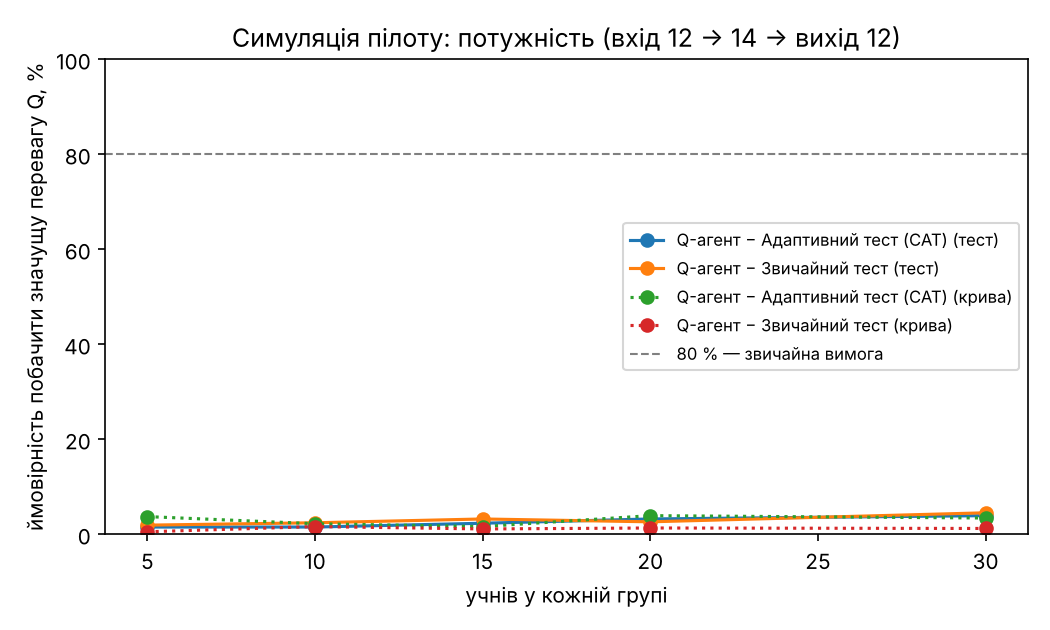 Симуляція пілоту: потужність (вхід 12 → 14 → вихід 12)
ймовірність побачити значущу перевагу Q, %
100
80
60
40
20
0
Q-агент − Адаптивний тест (CAT) (тест)
Q-агент − Звичайний тест (тест)
Q-агент − Адаптивний тест (CAT) (крива)
Q-агент − Звичайний тест (крива)
80 % — звичайна вимога
5 10 15 20 25 30
учнів у кожній групі